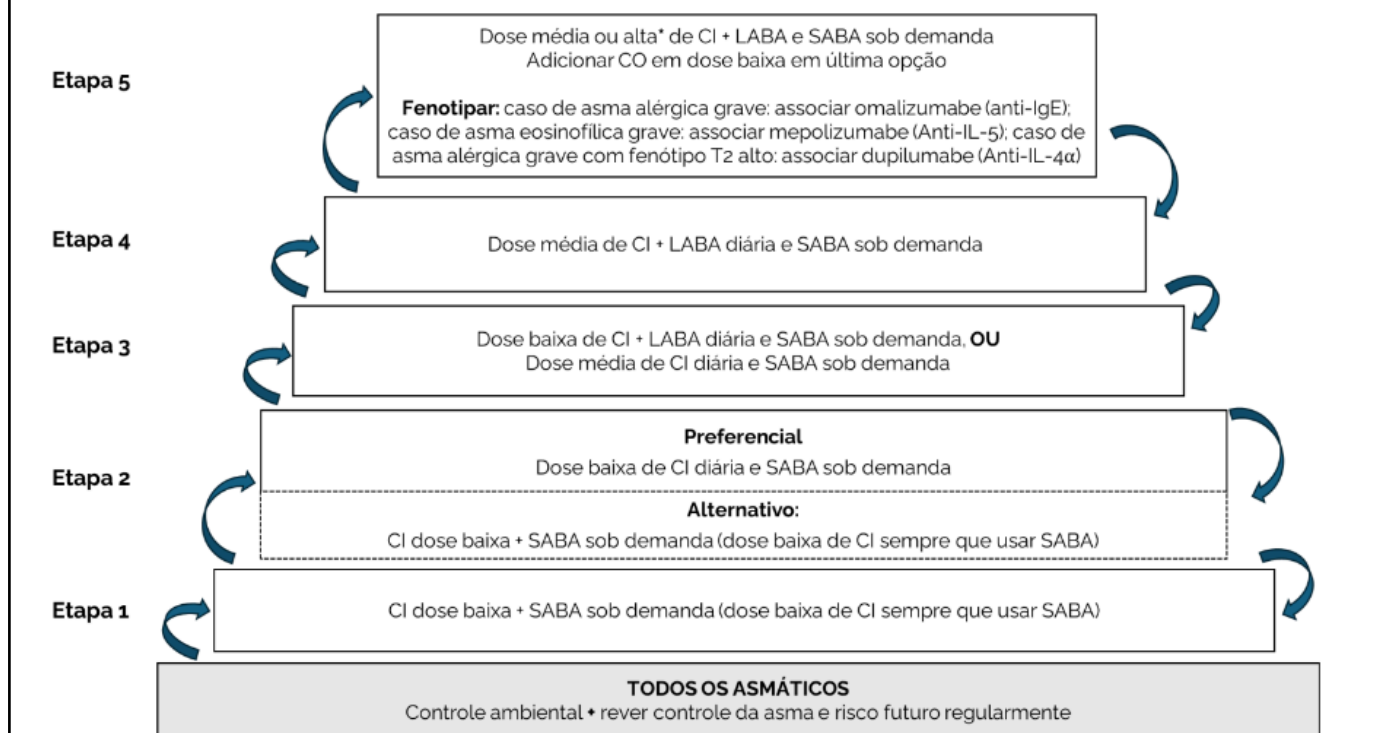 Etapa 5
Dose média ou alta* de CI + LABA e SABA sob demanda
Adicionar CO em dose baixa em última opção
Fenotipar: caso de asma alérgica grave: associar omalizumabe (anti-IgE);
caso de asma eosinofílica grave: associar mepolizumabe (Anti-IL-5); caso de
asma alérgica grave com fenótipo T2 alto: associar dupilumabe (Anti-IL-4α)
Etapa 4
Dose média de CI + LABA diária e SABA sob demanda
Etapa 3
Dose baixa de CI + LABA diária e SABA sob demanda, OU
Dose média de CI diária e SABA sob demanda
Etapa 2
Preferencial
Dose baixa de CI diária e SABA sob demanda
Alternativo:
CI dose baixa + SABA sob demanda (dose baixa de CI sempre que usar SABA)
Etapa 1
CI dose baixa + SABA sob demanda (dose baixa de CI sempre que usar SABA)
TODOS OS ASMÁTICOS
Controle ambiental + rever controle da asma e risco futuro regularmente